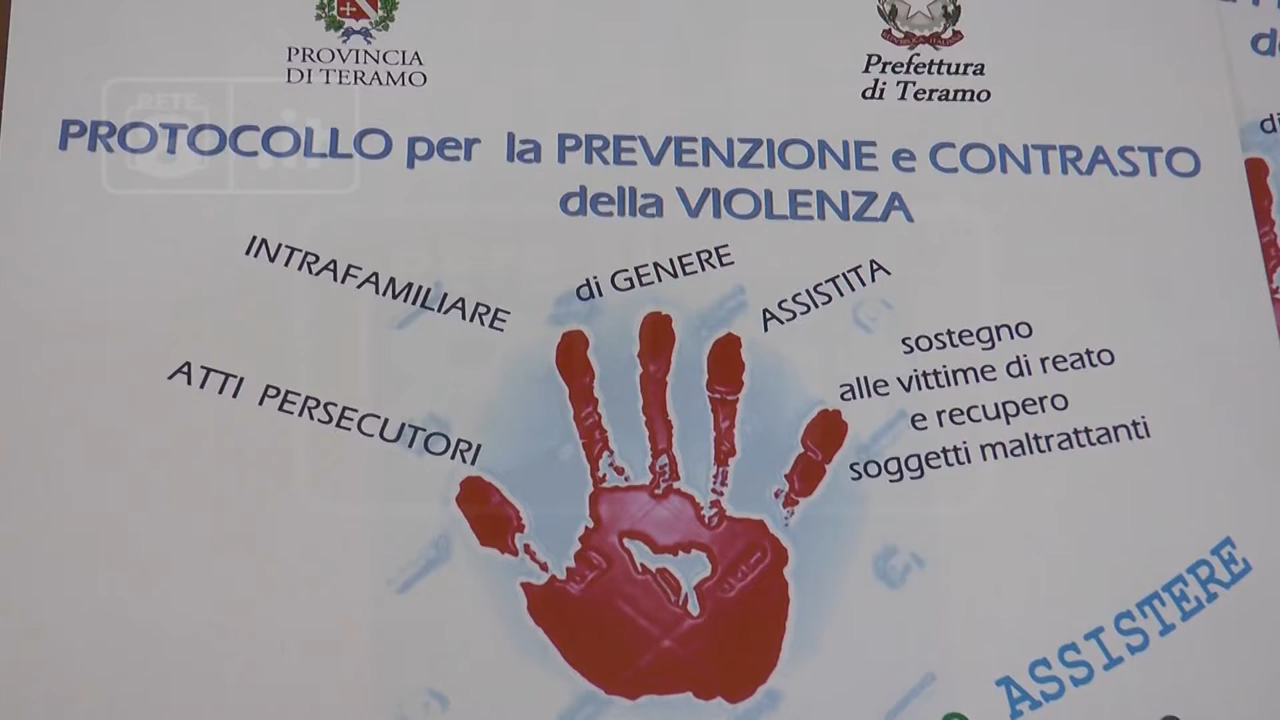 PROVINCIA
DI TERAMO
Prefettura
di Teramo
PROTOCOLLO per la PREVENZIONE e CONTRASTO
della VIOLENZA
INTRAFAMILIARE
di GENERE
ASSISTITA
ATTI PERSECUTORI
sostegno
alle vittime di reato
e recupero
soggetti maltrattanti
ASSISTERE
RETE